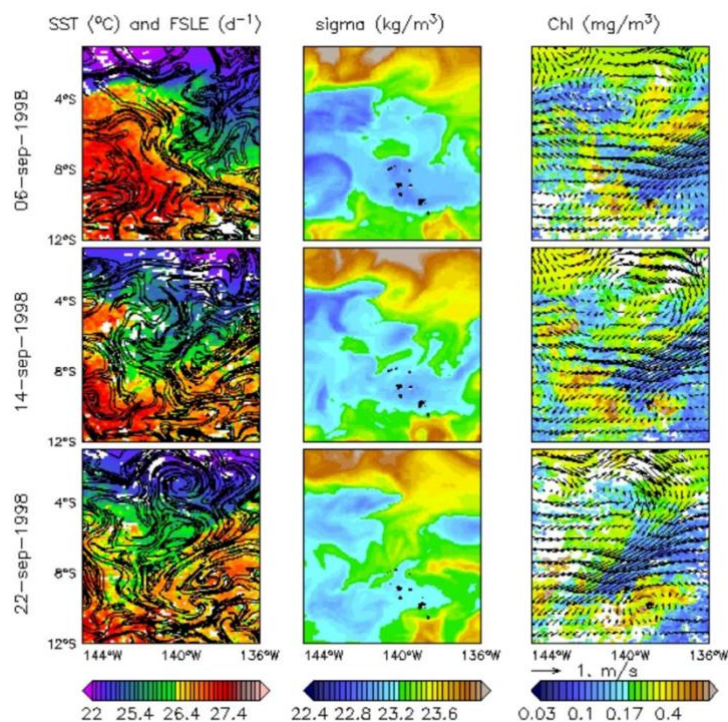 SST (ºC) and FSLE (d⁻¹) sigma (kg/m³) Chl (mg/m³)
06-sep-1998
4ºS
8ºS
12ºS
14-sep-1998
4ºS
8ºS
12ºS
22-sep-1998
4ºS
8ºS
12ºS
144ºW 140ºW 136ºW 144ºW 140ºW 136ºW 144ºW 140ºW 136ºW
1. m/s
22 25.4 26.4 27.4 22.4 22.8 23.2 23.6 0.03 0.1 0.17 0.4